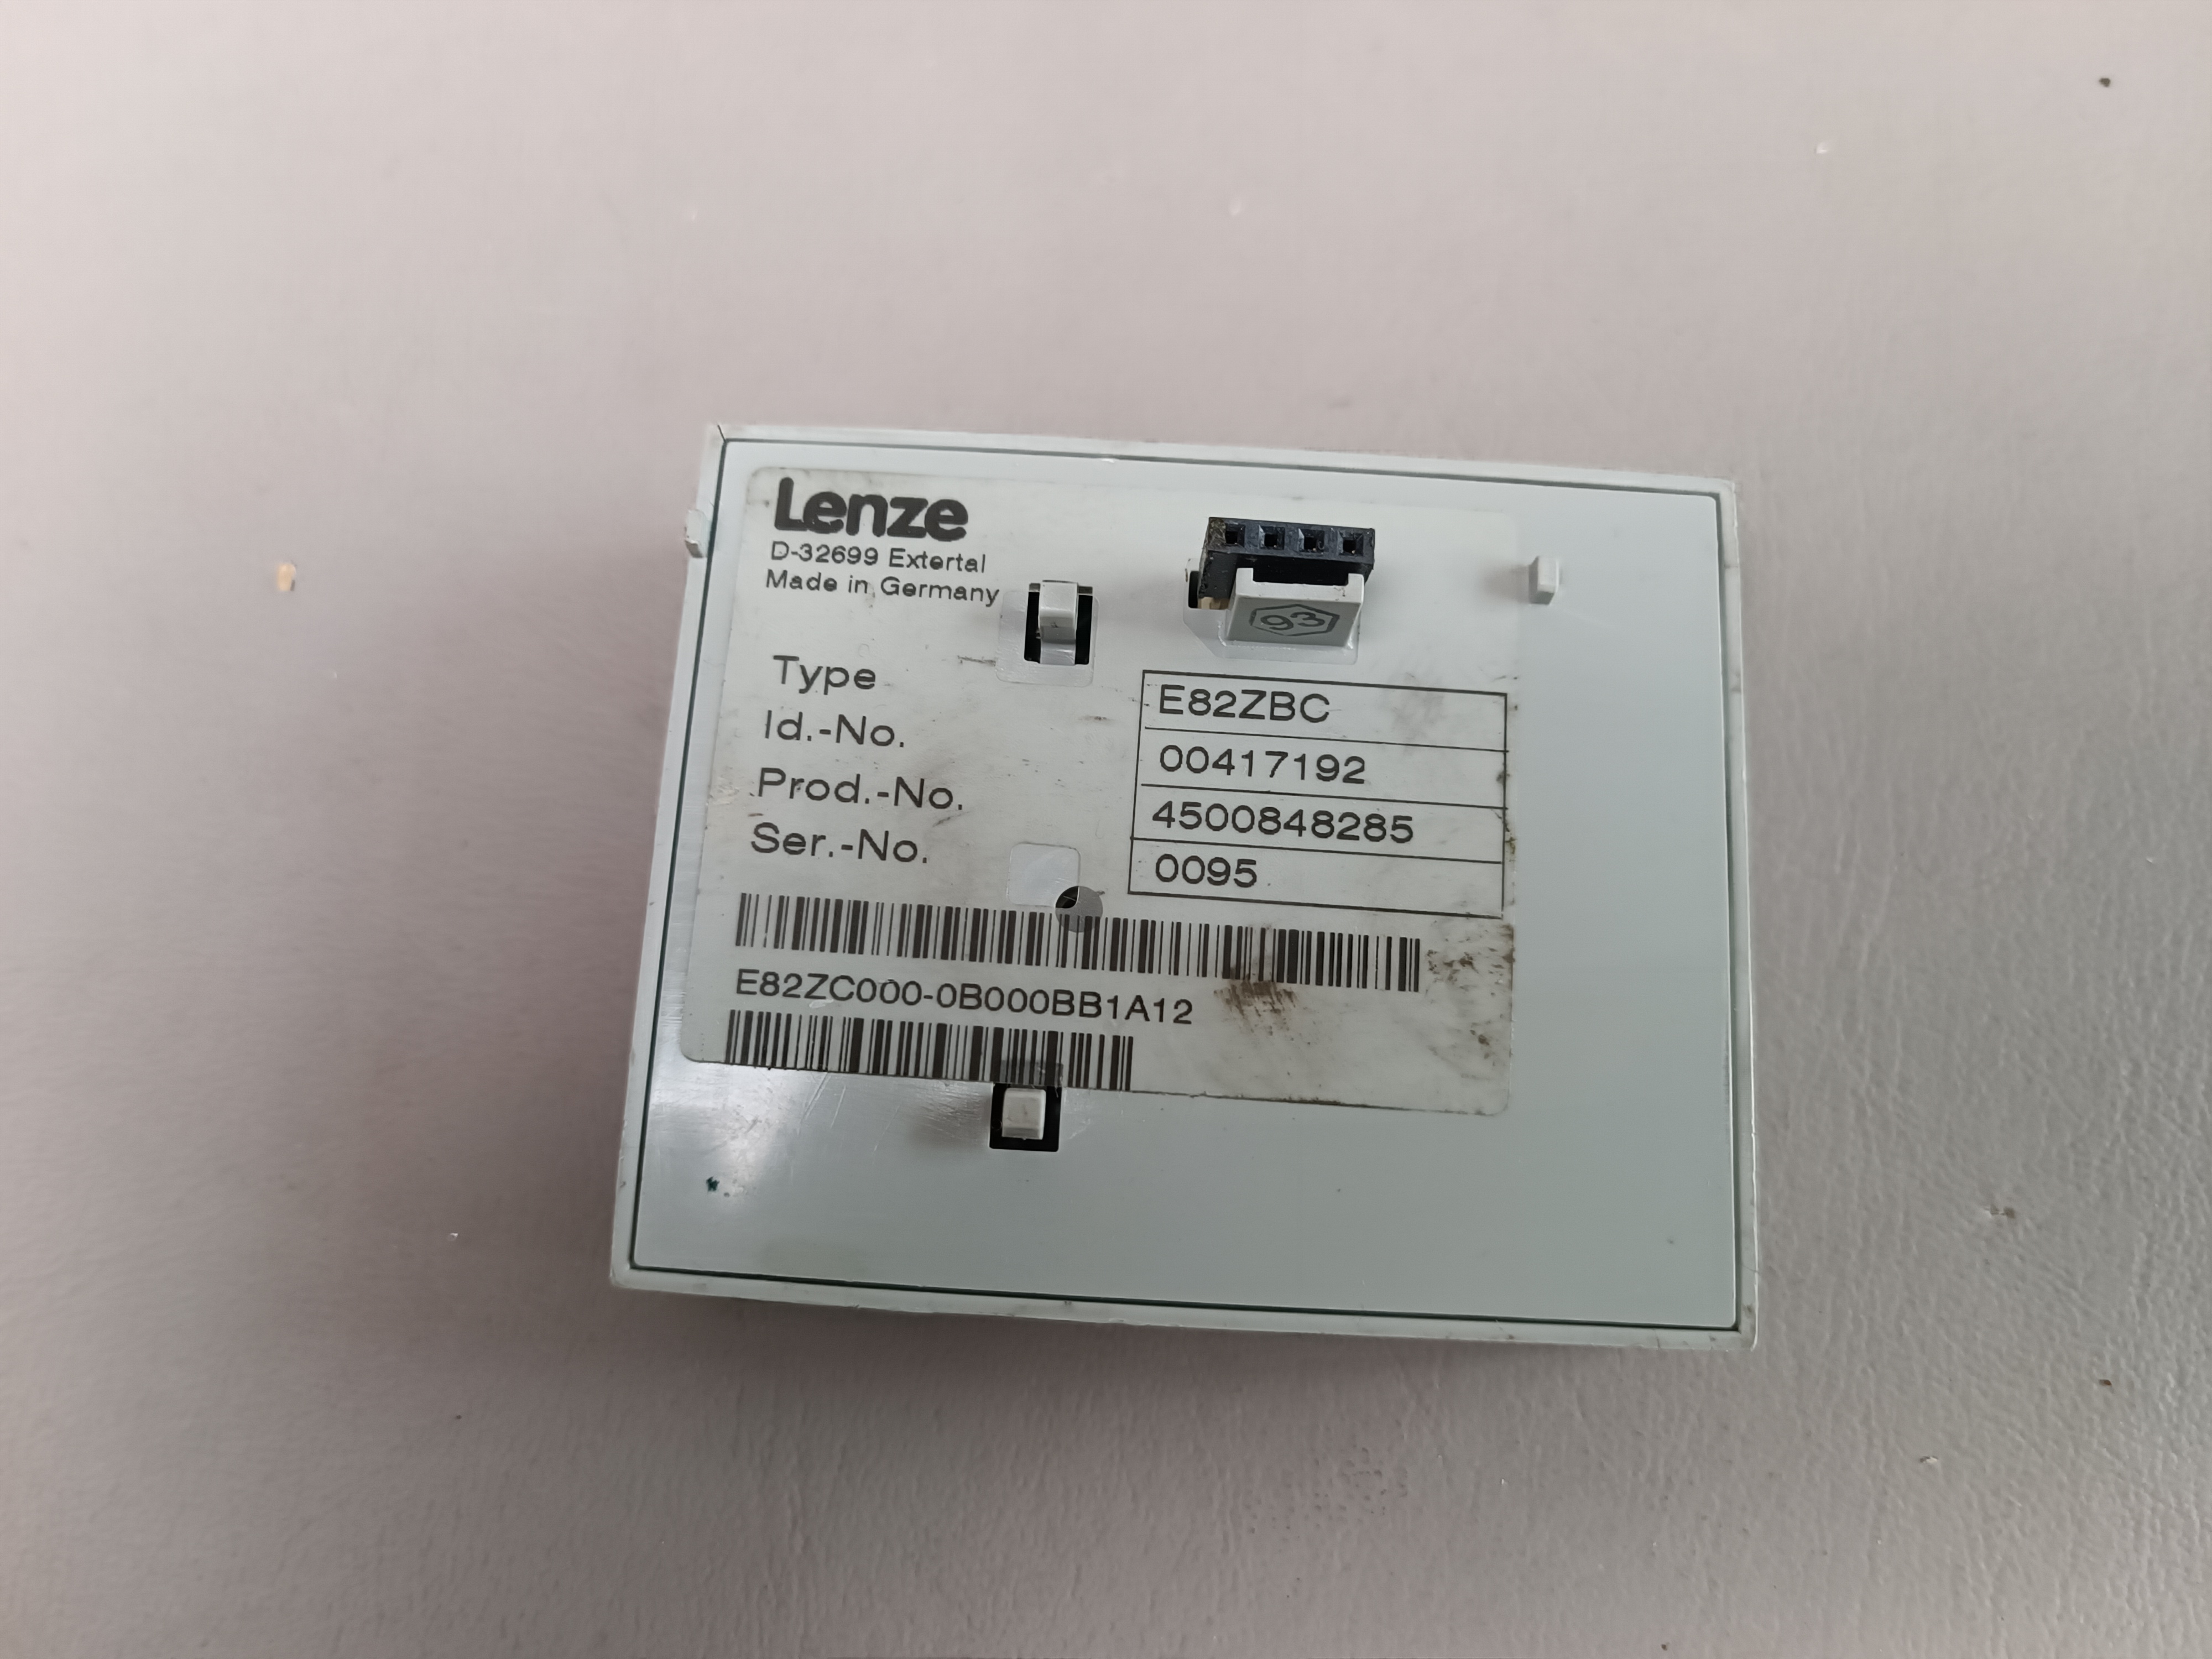 Lenze
D-32699 Extertal
Made in Germany
93
Type E82ZBC
Id.-No. 00417192
Prod.-No. 4500848285
Ser.-No. 0095
E82ZC000-0B000BB1A12